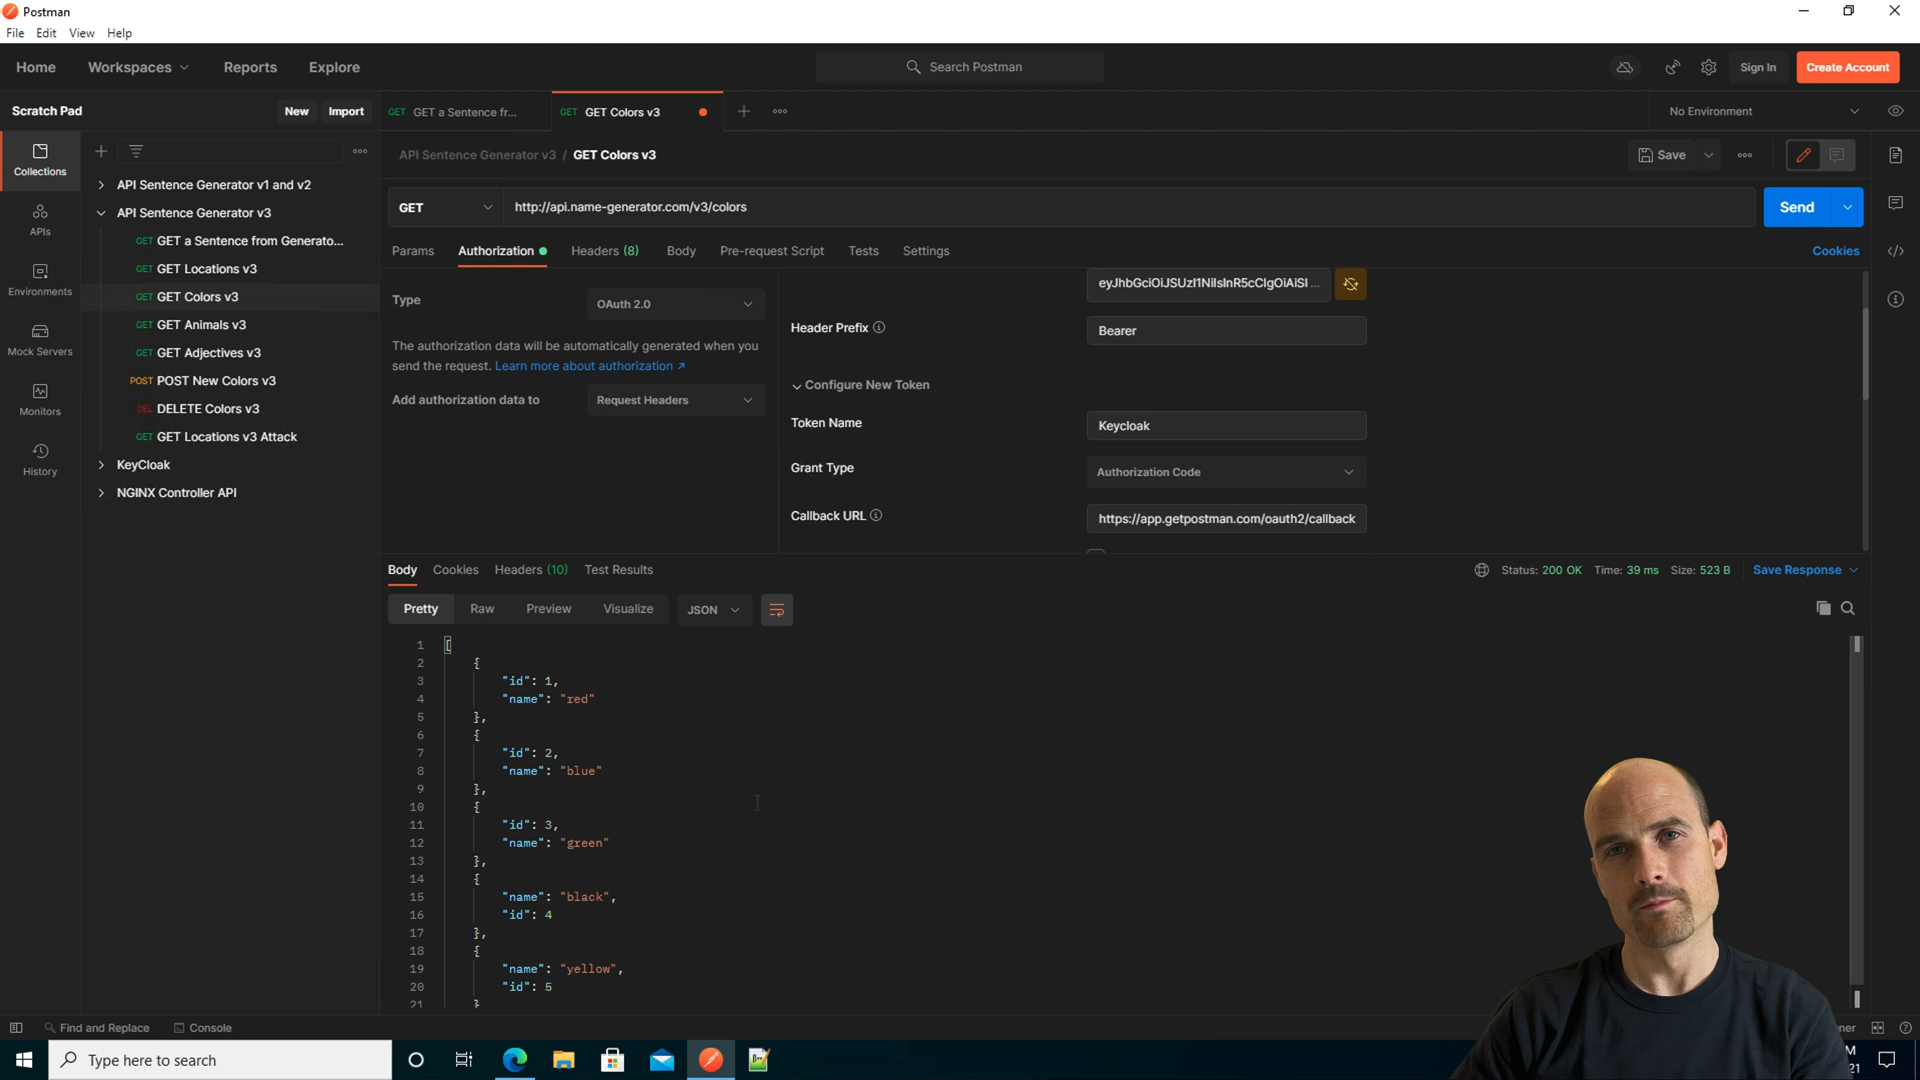 Postman
File Edit View Help
Home Workspaces Reports Explore Search Postman Sign In Create Account
Scratch Pad New Import GET GET a Sentence fr... GET GET Colors v3 No Environment
API Sentence Generator v3 / GET Colors v3 Save
Collections
APIs
Environments
Mock Servers
Monitors
History
API Sentence Generator v1 and v2
API Sentence Generator v3
GET GET a Sentence from Generato...
GET GET Locations v3
GET GET Colors v3
GET GET Animals v3
GET GET Adjectives v3
POST POST New Colors v3
DEL DELETE Colors v3
GET GET Locations v3 Attack
KeyCloak
NGINX Controller API
GET http://api.name-generator.com/v3/colors Send
Params Authorization Headers (8) Body Pre-request Script Tests Settings Cookies
Type OAuth 2.0
The authorization data will be automatically generated when you
send the request. Learn more about authorization ↗
Add authorization data to Request Headers
Header Prefix Bearer
Configure New Token
Token Name Keycloak
Grant Type Authorization Code
Callback URL https://app.getpostman.com/oauth2/callback
Body Cookies Headers (10) Test Results Status: 200 OK Time: 39 ms Size: 523 B Save Response
Pretty Raw Preview Visualize JSON
1 [
2 {
3 "id": 1,
4 "name": "red"
5 },
6 {
7 "id": 2,
8 "name": "blue"
9 },
10 {
11 "id": 3,
12 "name": "green"
13 },
14 {
15 "name": "black",
16 "id": 4
17 },
18 {
19 "name": "yellow",
20 "id": 5
21 }
Find and Replace Console
Type here to search